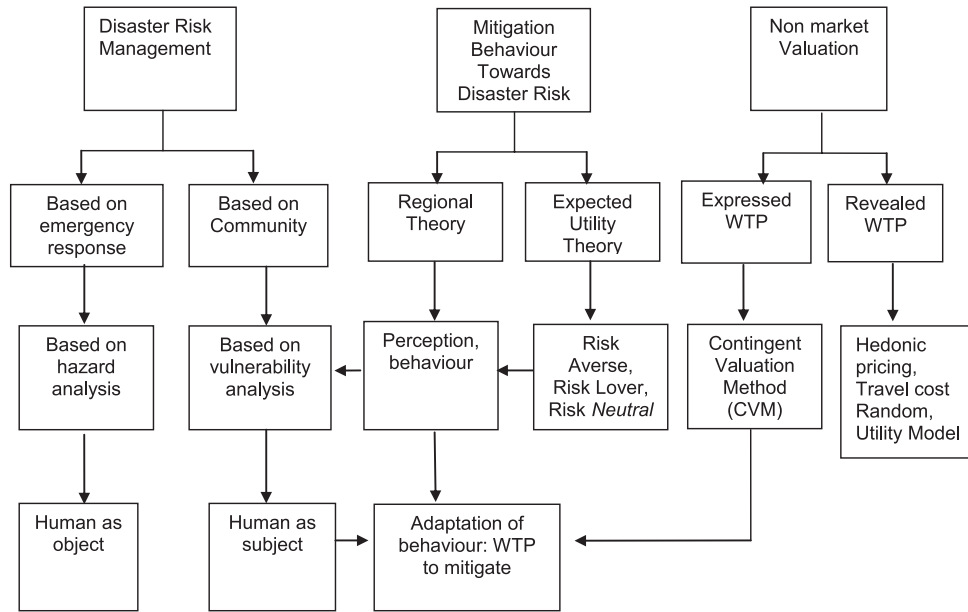 Disaster Risk
Management
Mitigation
Behaviour
Towards
Disaster Risk
Non market
Valuation
Based on
emergency
response
Based on
Community
Regional
Theory
Expected
Utility
Theory
Expressed
WTP
Revealed
WTP
Based on
hazard
analysis
Based on
vulnerability
analysis
Perception,
behaviour
Risk
Averse,
Risk Lover,
Risk Neutral
Contingent
Valuation
Method
(CVM)
Hedonic
pricing,
Travel cost
Random,
Utility Model
Human as
object
Human as
subject
Adaptation of
behaviour: WTP
to mitigate